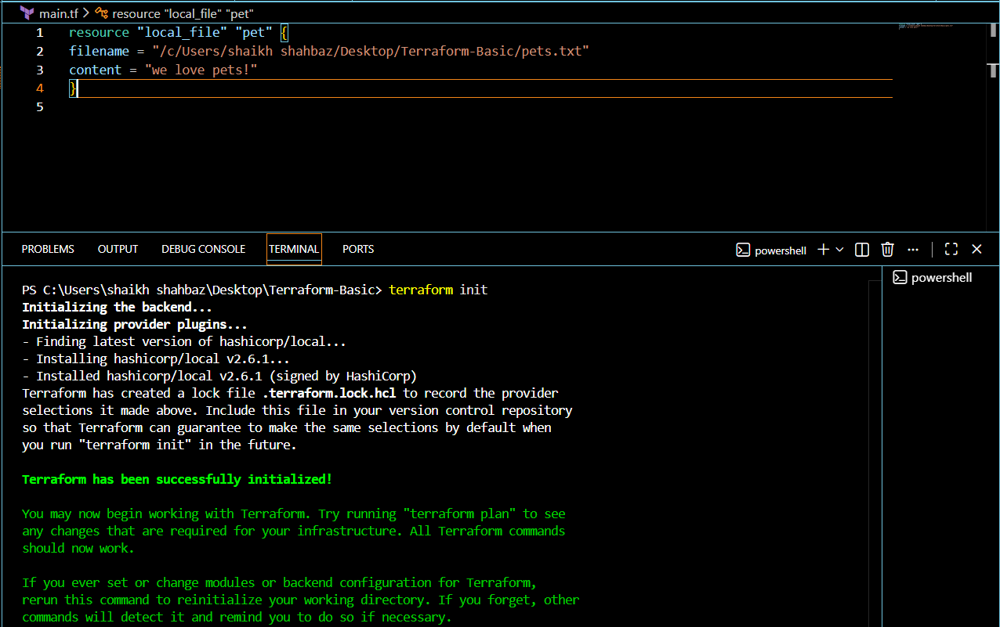 main.tf > resource "local_file" "pet"
1 resource "local_file" "pet" {
2 filename = "/c/Users/shaikh shahbaz/Desktop/Terraform-Basic/pets.txt"
3 content = "we love pets!"
4 }
5
PROBLEMS OUTPUT DEBUG CONSOLE TERMINAL PORTS powershell
powershell
PS C:\Users\shaikh shahbaz\Desktop\Terraform-Basic> terraform init
Initializing the backend...
Initializing provider plugins...
- Finding latest version of hashicorp/local...
- Installing hashicorp/local v2.6.1...
- Installed hashicorp/local v2.6.1 (signed by HashiCorp)
Terraform has created a lock file .terraform.lock.hcl to record the provider
selections it made above. Include this file in your version control repository
so that Terraform can guarantee to make the same selections by default when
you run "terraform init" in the future.
Terraform has been successfully initialized!
You may now begin working with Terraform. Try running "terraform plan" to see
any changes that are required for your infrastructure. All Terraform commands
should now work.
If you ever set or change modules or backend configuration for Terraform,
rerun this command to reinitialize your working directory. If you forget, other
commands will detect it and remind you to do so if necessary.